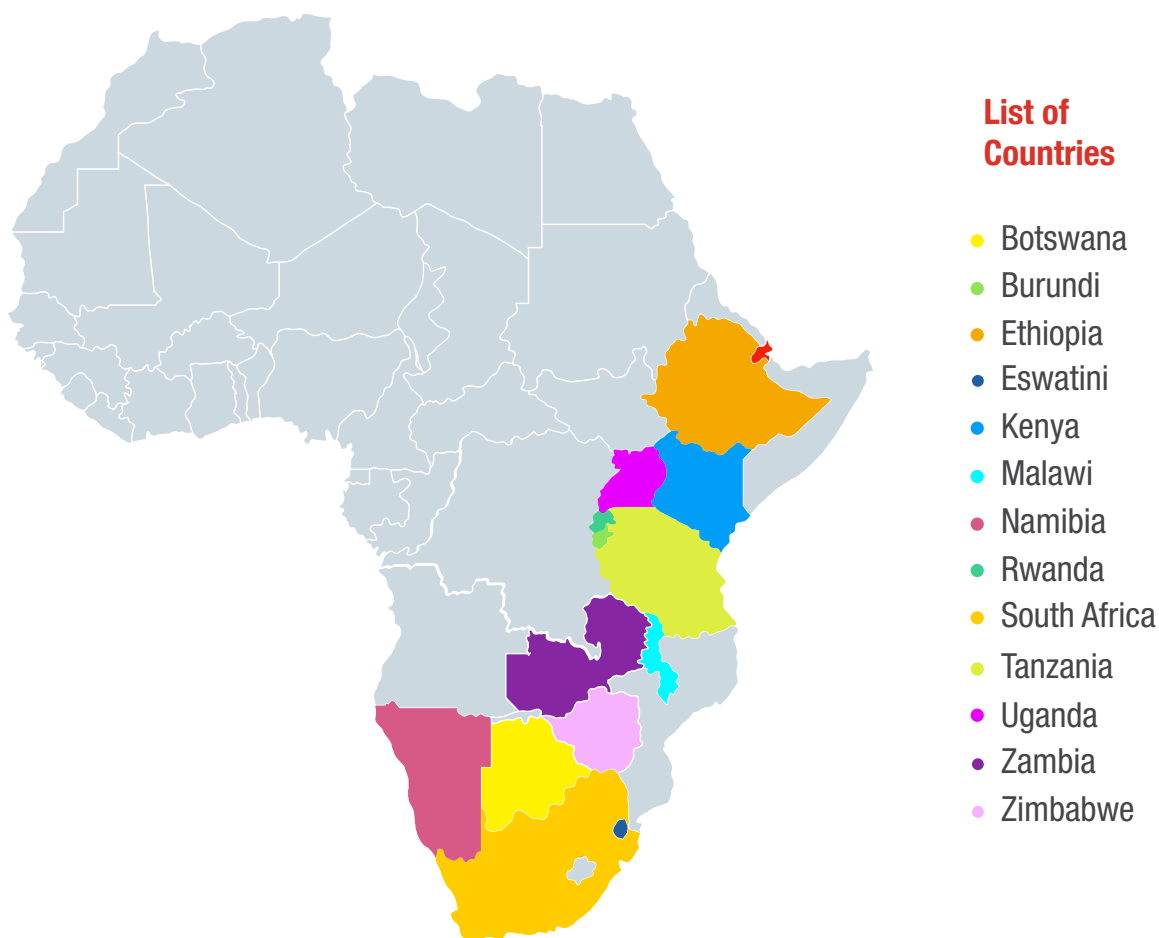 List of
Countries
Botswana
Burundi
Ethiopia
Eswatini
Kenya
Malawi
Namibia
Rwanda
South Africa
Tanzania
Uganda
Zambia
Zimbabwe